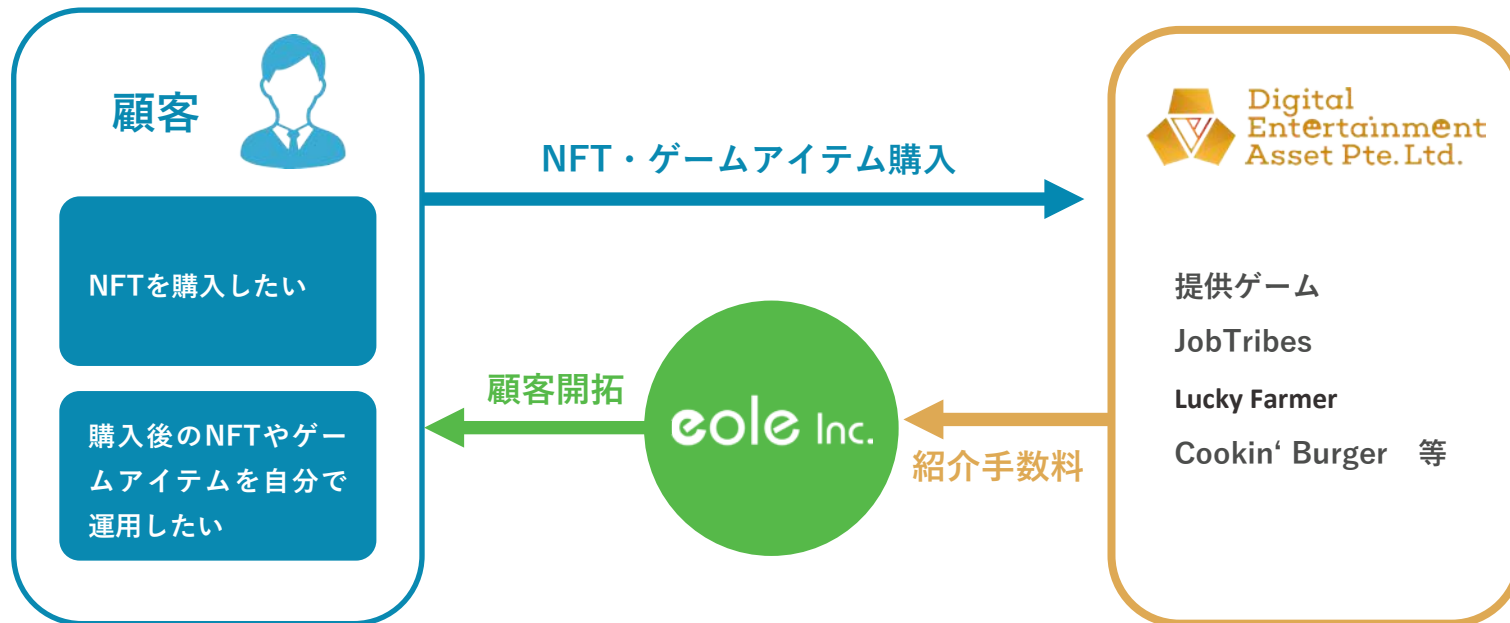 顧客
NFTを購入したい
購入後のNFTやゲー
ムアイテムを自分で
運用したい
NFT・ゲームアイテム購入
顧客開拓
eole Inc.
紹介手数料
Digital
Entertainment
Asset Pte.Ltd.
提供ゲーム
JobTribes
Lucky Farmer
Cookin‘ Burger　等